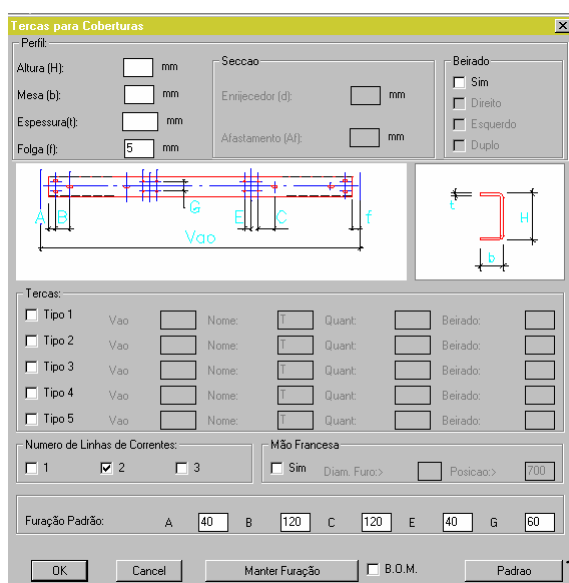 Tercas para Coberturas
Perfil:
Altura (H): mm
Mesa (b): mm
Espessura(t): mm
Folga (f): 5 mm
Seccao
Enrijecedor (d): mm
Afastamento (Af): mm
Beirado
Sim
Direito
Esquerdo
Duplo
A B G E C f
Vao
t H
b
Tercas:
Tipo 1 Vao Nome: T Quant: Beirado:
Tipo 2 Vao Nome: T Quant: Beirado:
Tipo 3 Vao Nome: T Quant: Beirado:
Tipo 4 Vao Nome: T Quant: Beirado:
Tipo 5 Vao Nome: T Quant: Beirado:
Numero de Linhas de Correntes:
1 2 3
Mão Francesa
Sim Diam. Furo:> Posicao:> 700
Furação Padrão: A 40 B 120 C 120 E 40 G 60
OK Cancel Manter Furação B.O.M. Padrao